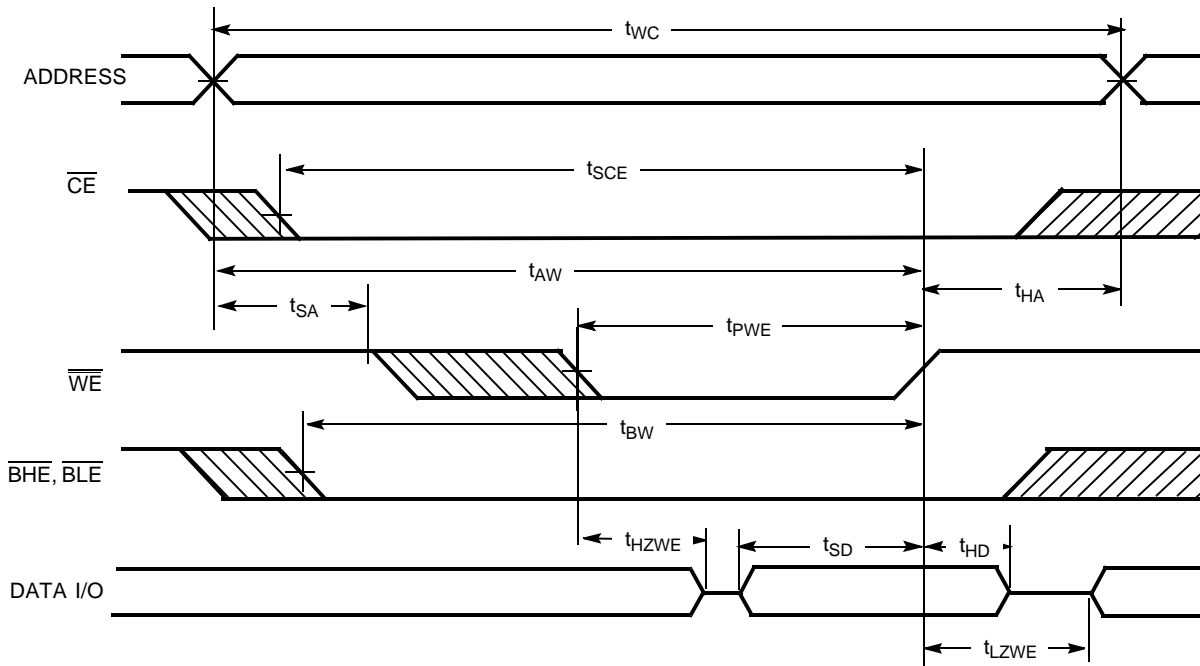 tWC
ADDRESS
tSCE
CE
tAW
tSA
tHA
tPWE
WE
tBW
BHE, BLE
tHZWE
tSD
tHD
DATA I/O
tLZWE